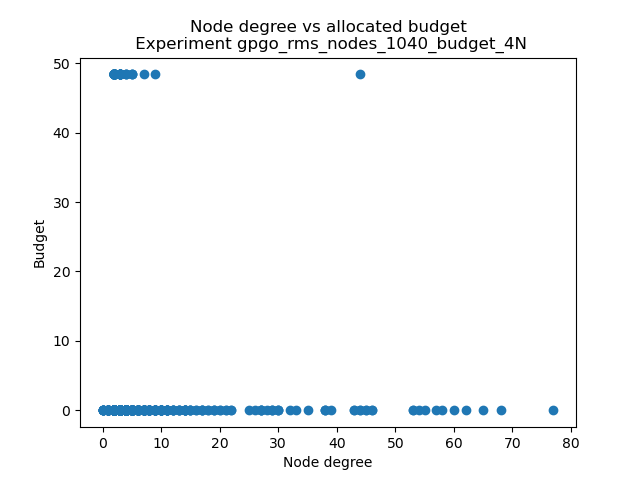 Node degree vs allocated budget
Experiment gpgo_rms_nodes_1040_budget_4N
50
40
30
20
10
0
Budget
0 10 20 30 40 50 60 70 80
Node degree